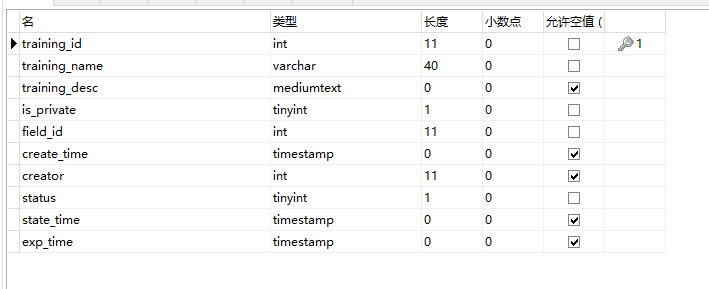 名 类型 长度 小数点 允许空值 (
training_id int 11 0 1
training_name varchar 40 0
training_desc mediumtext 0 0
is_private tinyint 1 0
field_id int 11 0
create_time timestamp 0 0
creator int 11 0
status tinyint 1 0
state_time timestamp 0 0
exp_time timestamp 0 0